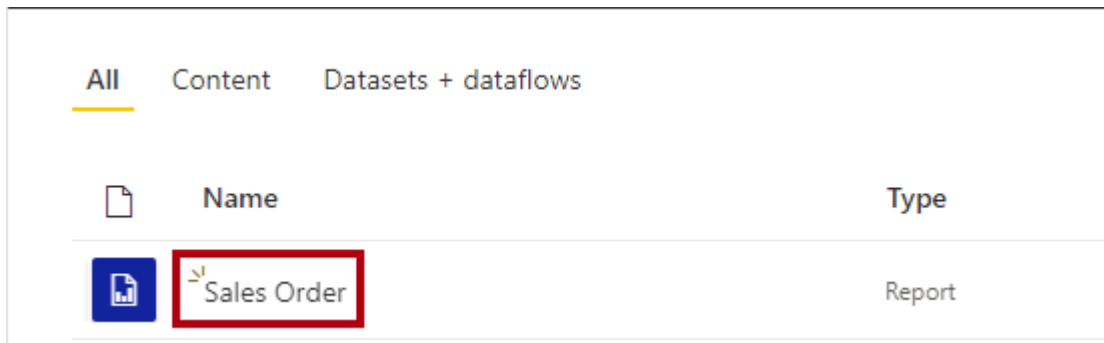 All Content Datasets + dataflows
Name Type
Sales Order Report